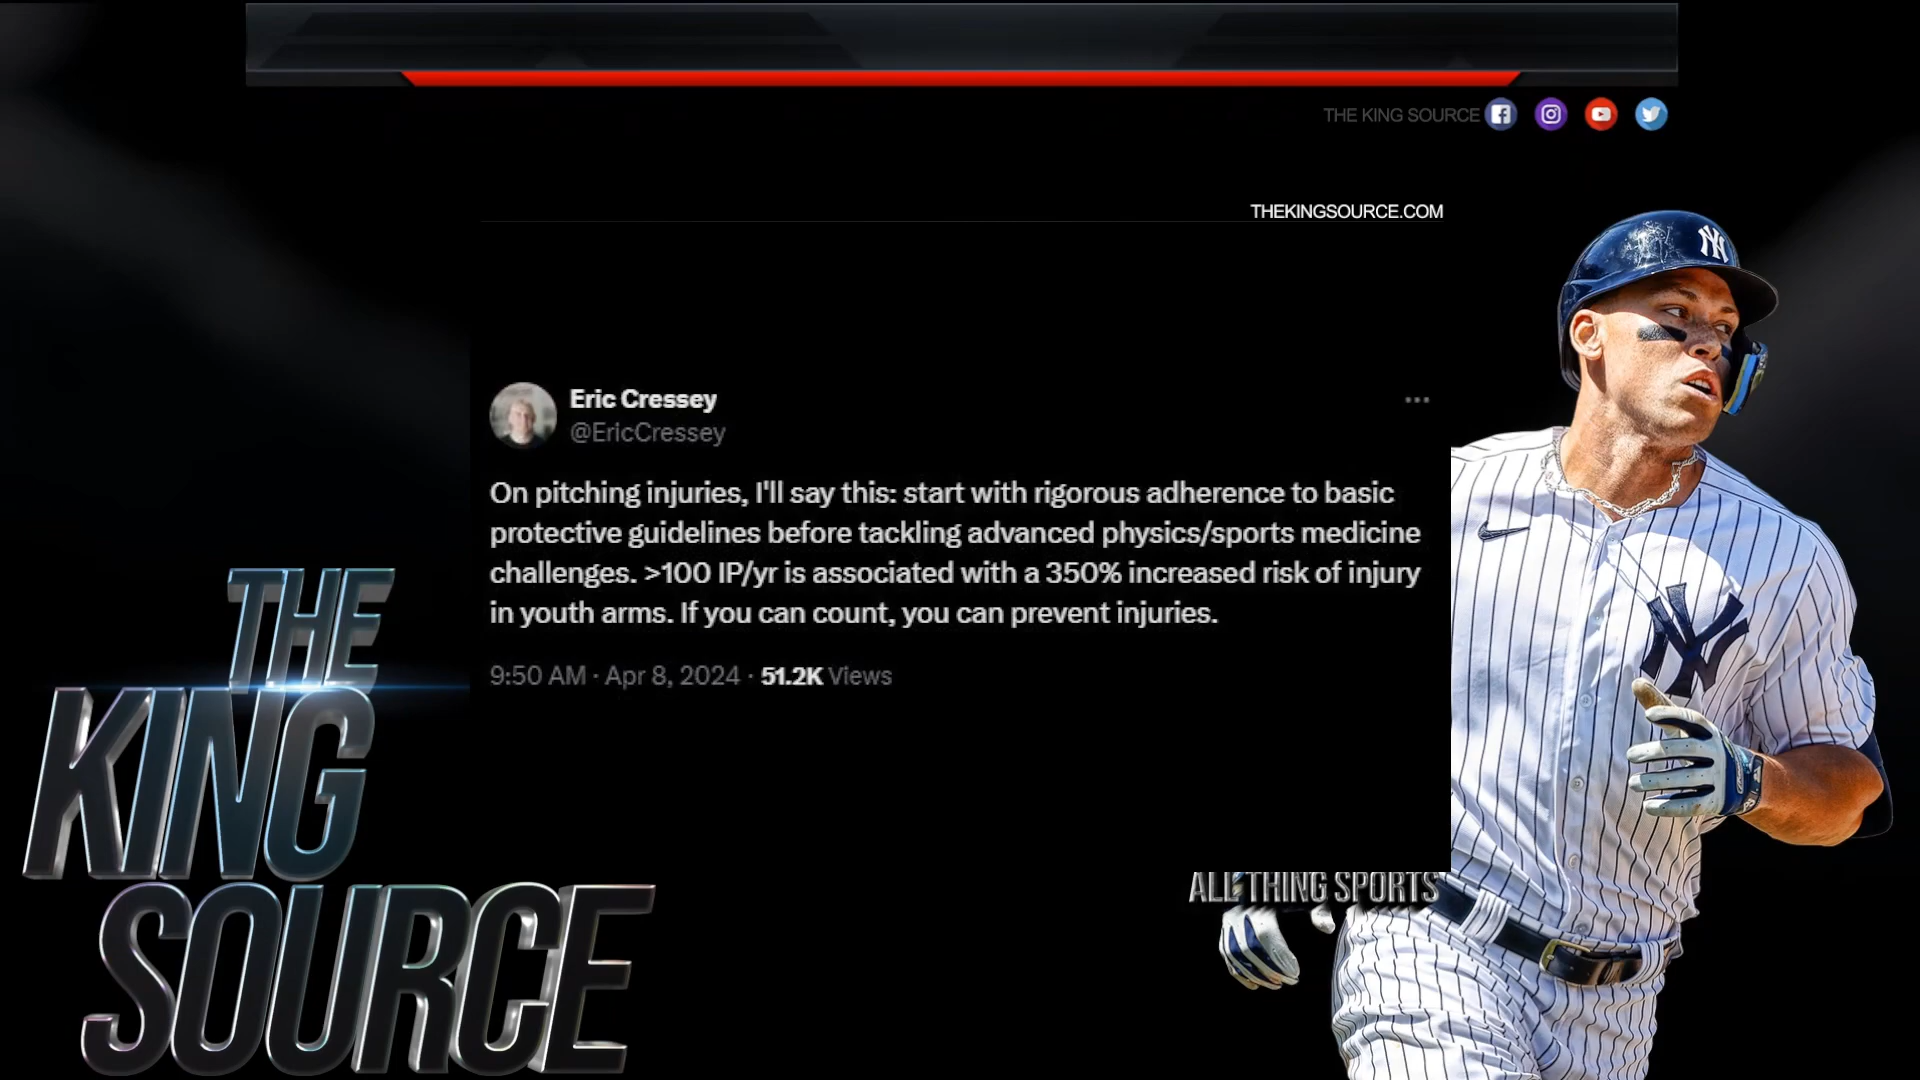 THE KING SOURCE
THEKINGSOURCE.COM
Eric Cressey
@EricCressey
On pitching injuries, I'll say this: start with rigorous adherence to basic
protective guidelines before tackling advanced physics/sports medicine
challenges. >100 IP/yr is associated with a 350% increased risk of injury
in youth arms. If you can count, you can prevent injuries.
9:50 AM · Apr 8, 2024 · 51.2K Views
THE
KING
SOURCE
ALL THING SPORTS
NY
NY